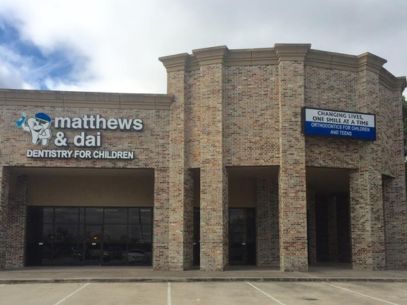 matthews
& dai
DENTISTRY FOR CHILDREN
CHANGING LIVES,
ONE SMILE AT A TIME
ORTHODONTICS FOR CHILDREN
AND TEENS